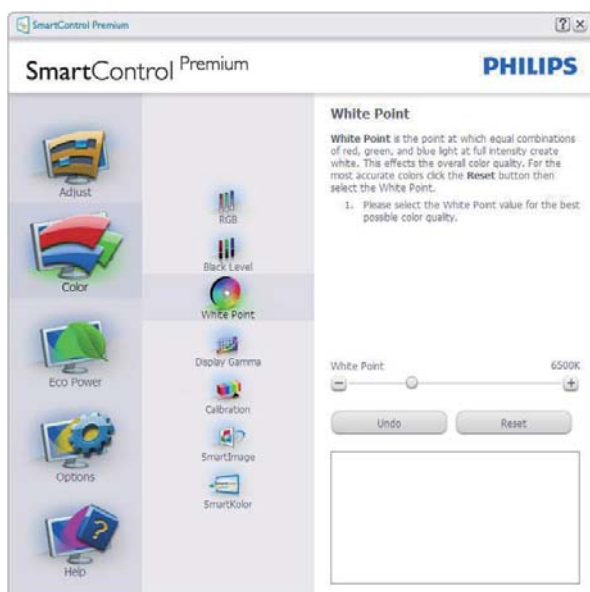 SmartControl Premium
SmartControl Premium
PHILIPS
Adjust
Color
Eco Power
Options
Help
RGB
Black Level
White Point
Display Gamma
Calibration
SmartImage
SmartKolor
White Point
White Point is the point at which equal combinations
of red, green, and blue light at full intensity create
white. This effects the overall color quality. For the
most accurate colors click the Reset button then
select the White Point.
1. Please select the White Point value for the best
possible color quality.
White Point 6500K
Undo Reset